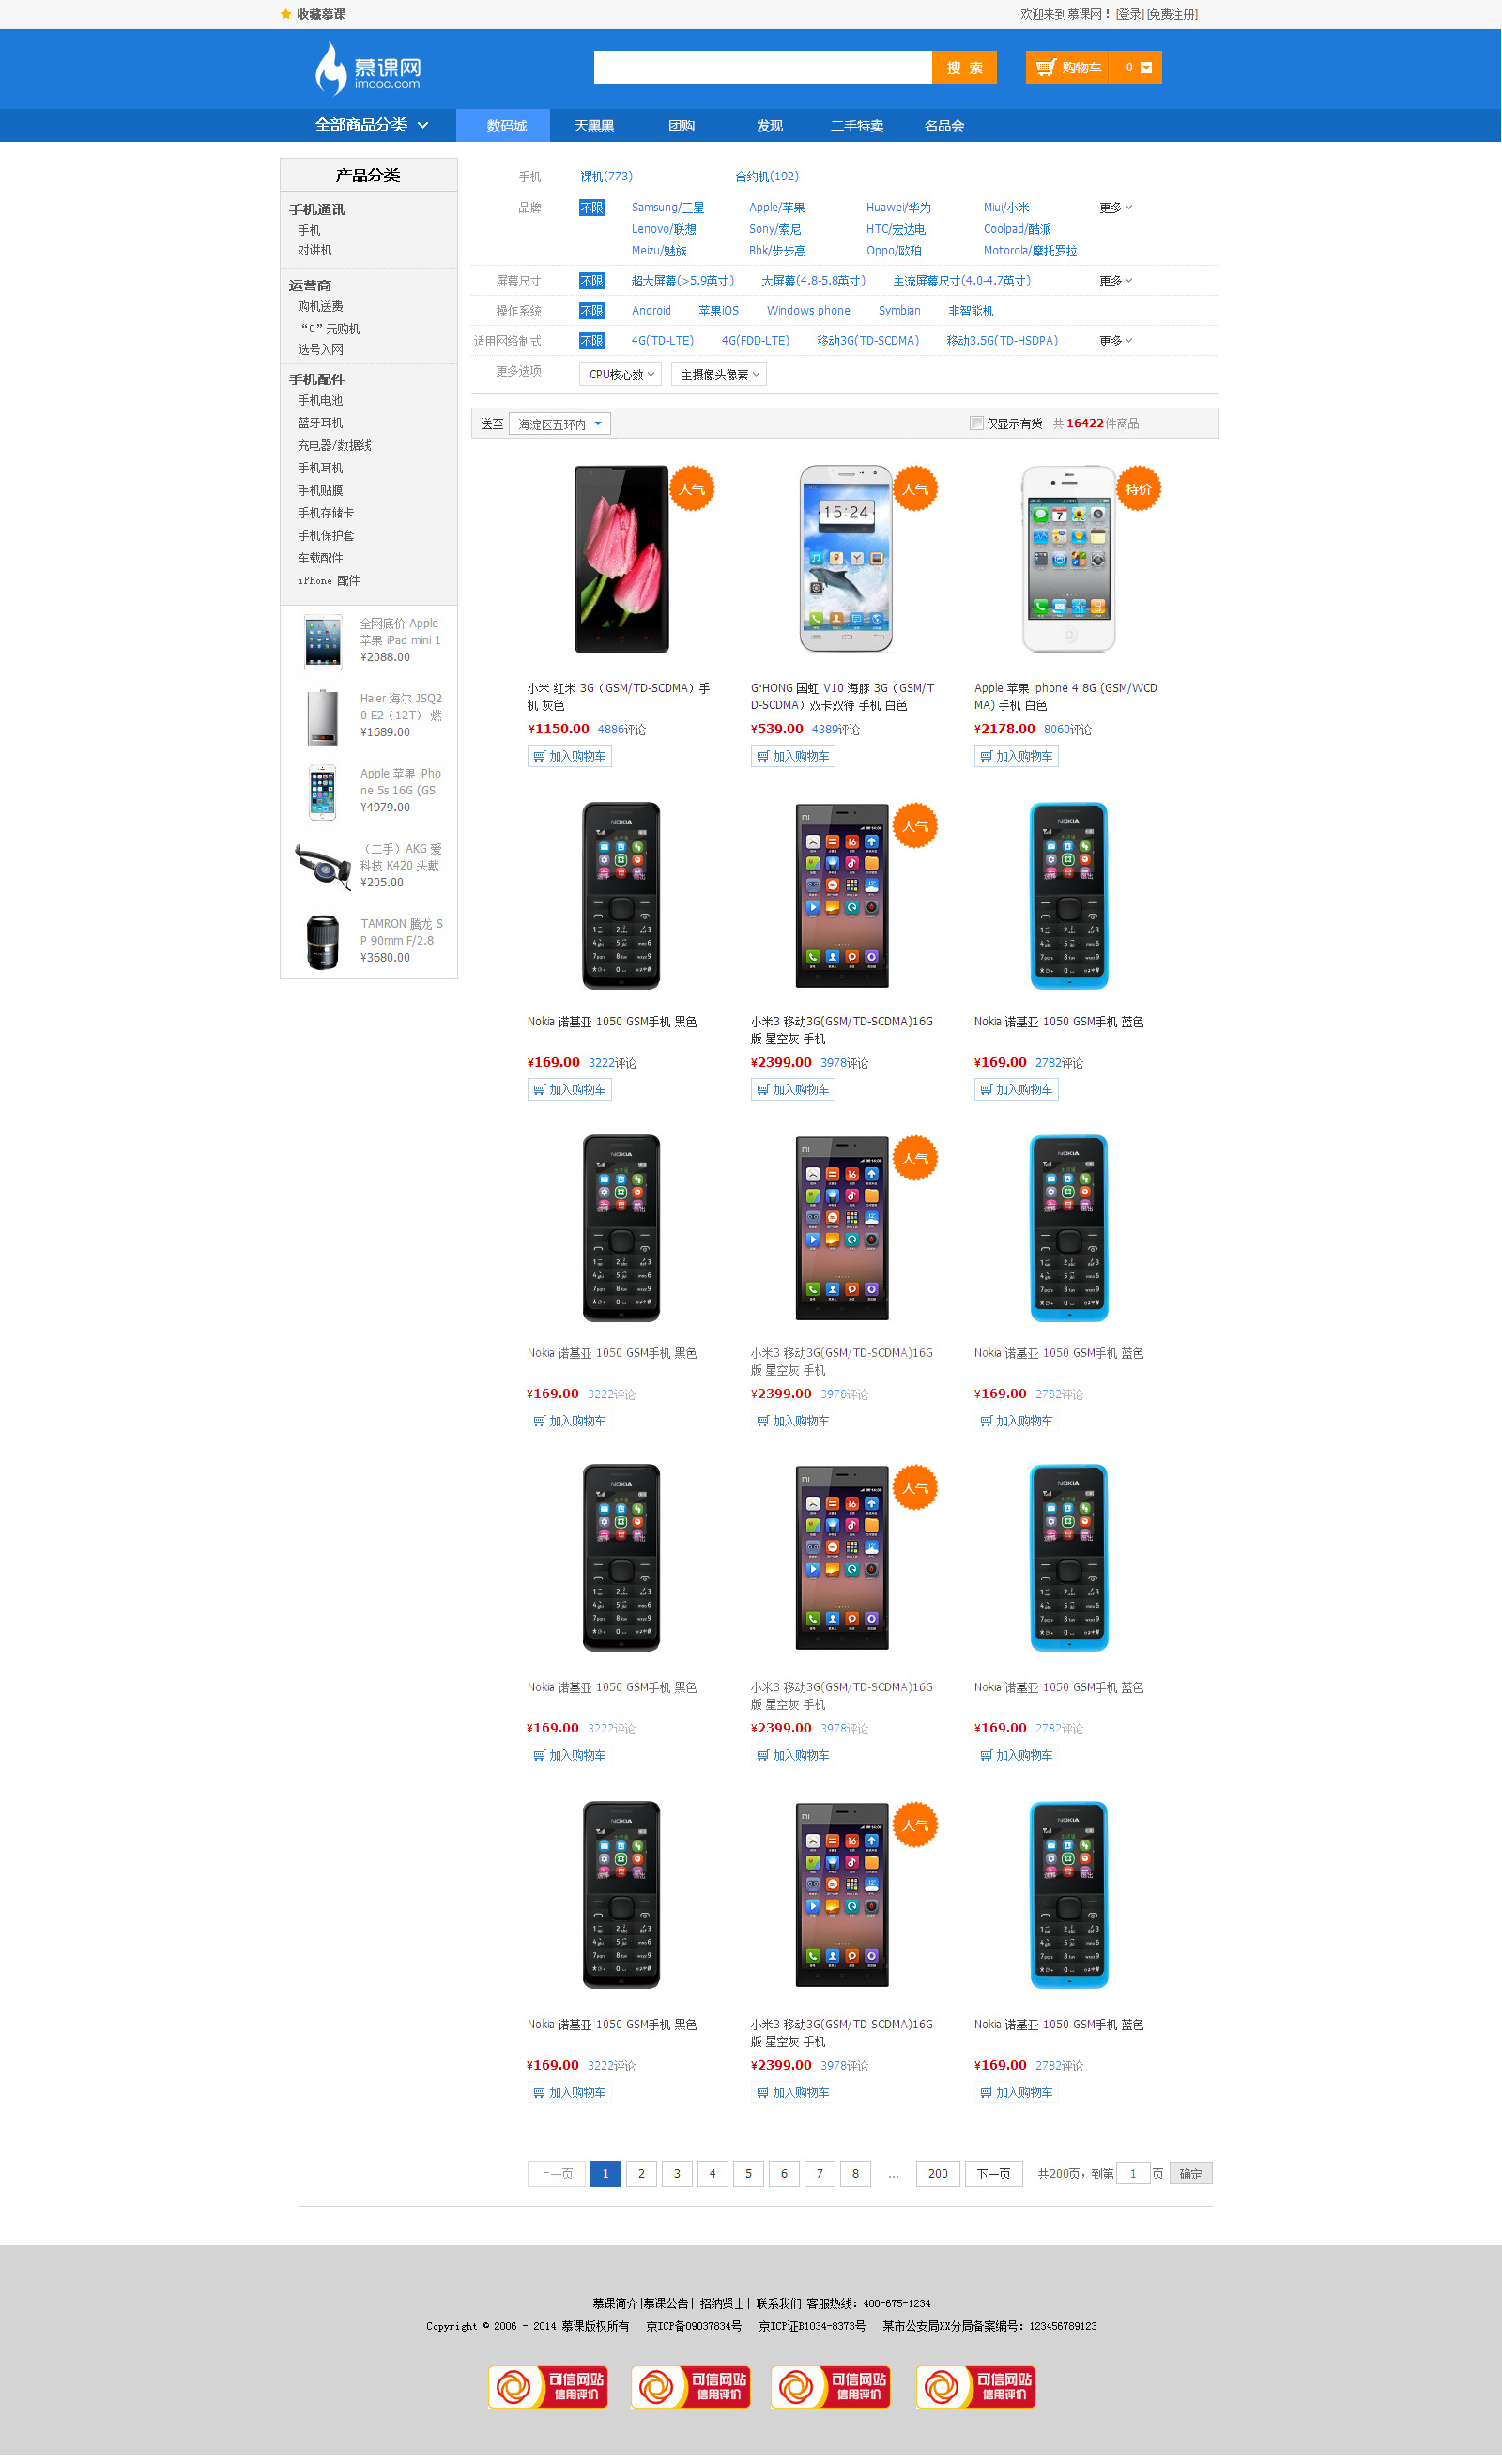 收藏慕课
欢迎来到慕课网！ [登录] [免费注册]
慕课网
imooc.com
搜 索
购物车 0
全部商品分类 数码城 天黑黑 团购 发现 二手特卖 名品会
产品分类
手机通讯
手机
对讲机
运营商
购机送费
“0”元购机
选号入网
手机配件
手机电池
蓝牙耳机
充电器/数据线
手机耳机
手机贴膜
手机存储卡
手机保护套
车载配件
iPhone 配件
全网底价 Apple
苹果 iPad mini 1
¥2088.00
Haier 海尔 JSQ2
0-E2（12T） 燃
¥1689.00
Apple 苹果 iPho
ne 5s 16G (GS
¥4979.00
（二手）AKG 爱
科技 K420 头戴
¥205.00
TAMRON 腾龙 S
P 90mm F/2.8
¥3680.00
手机 裸机(773) 合约机(192)
品牌 不限 Samsung/三星 Apple/苹果 Huawei/华为 Miui/小米 更多
Lenovo/联想 Sony/索尼 HTC/宏达电 Coolpad/酷派
Meizu/魅族 Bbk/步步高 Oppo/欧珀 Motorola/摩托罗拉
屏幕尺寸 不限 超大屏幕(>5.9英寸) 大屏幕(4.8-5.8英寸) 主流屏幕尺寸(4.0-4.7英寸) 更多
操作系统 不限 Android 苹果iOS Windows phone Symbian 非智能机
适用网络制式 不限 4G(TD-LTE) 4G(FDD-LTE) 移动3G(TD-SCDMA) 移动3.5G(TD-HSDPA) 更多
更多选项 CPU核心数 主摄像头像素
送至 海淀区五环内 仅显示有货 共 16422 件商品
人气 人气 特价
15:24
小米 红米 3G（GSM/TD-SCDMA）手
机 灰色
¥1150.00 4886评论
加入购物车
G'HONG 国虹 V10 海豚 3G（GSM/T
D-SCDMA）双卡双待 手机 白色
¥539.00 4389评论
加入购物车
Apple 苹果 iphone 4 8G (GSM/WCD
MA) 手机 白色
¥2178.00 8060评论
加入购物车
NOKIA 人气 NOKIA
Nokia 诺基亚 1050 GSM手机 黑色
¥169.00 3222评论
加入购物车
小米3 移动3G(GSM/TD-SCDMA)16G
版 星空灰 手机
¥2399.00 3978评论
加入购物车
Nokia 诺基亚 1050 GSM手机 蓝色
¥169.00 2782评论
加入购物车
NOKIA 人气 NOKIA
Nokia 诺基亚 1050 GSM手机 黑色
¥169.00 3222评论
加入购物车
小米3 移动3G(GSM/TD-SCDMA)16G
版 星空灰 手机
¥2399.00 3978评论
加入购物车
Nokia 诺基亚 1050 GSM手机 蓝色
¥169.00 2782评论
加入购物车
NOKIA 人气 NOKIA
Nokia 诺基亚 1050 GSM手机 黑色
¥169.00 3222评论
加入购物车
小米3 移动3G(GSM/TD-SCDMA)16G
版 星空灰 手机
¥2399.00 3978评论
加入购物车
Nokia 诺基亚 1050 GSM手机 蓝色
¥169.00 2782评论
加入购物车
NOKIA 人气 NOKIA
Nokia 诺基亚 1050 GSM手机 黑色
¥169.00 3222评论
加入购物车
小米3 移动3G(GSM/TD-SCDMA)16G
版 星空灰 手机
¥2399.00 3978评论
加入购物车
Nokia 诺基亚 1050 GSM手机 蓝色
¥169.00 2782评论
加入购物车
上一页 1 2 3 4 5 6 7 8 ... 200 下一页 共200页，到第 1 页 确定
慕课简介|慕课公告| 招纳贤士| 联系我们|客服热线：400-675-1234
Copyright © 2006 - 2014 慕课版权所有 京ICP备09037834号 京ICP证B1034-8373号 某市公安局XX分局备案编号：123456789123
可信网站 可信网站 可信网站 可信网站
信用评价 信用评价 信用评价 信用评价